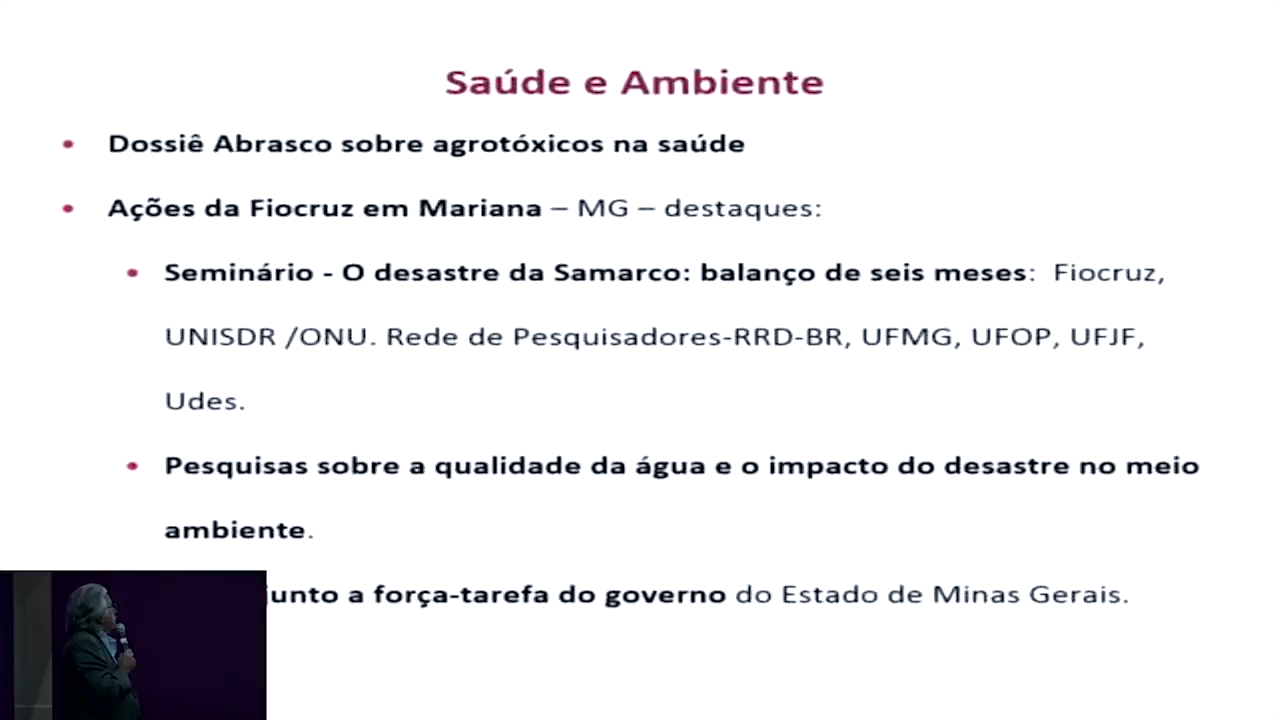 Saúde e Ambiente
• Dossiê Abrasco sobre agrotóxicos na saúde
• Ações da Fiocruz em Mariana – MG – destaques:
• Seminário - O desastre da Samarco: balanço de seis meses: Fiocruz,
UNISDR /ONU. Rede de Pesquisadores-RRD-BR, UFMG, UFOP, UFJF,
Udes.
• Pesquisas sobre a qualidade da água e o impacto do desastre no meio
ambiente.
junto a força-tarefa do governo do Estado de Minas Gerais.